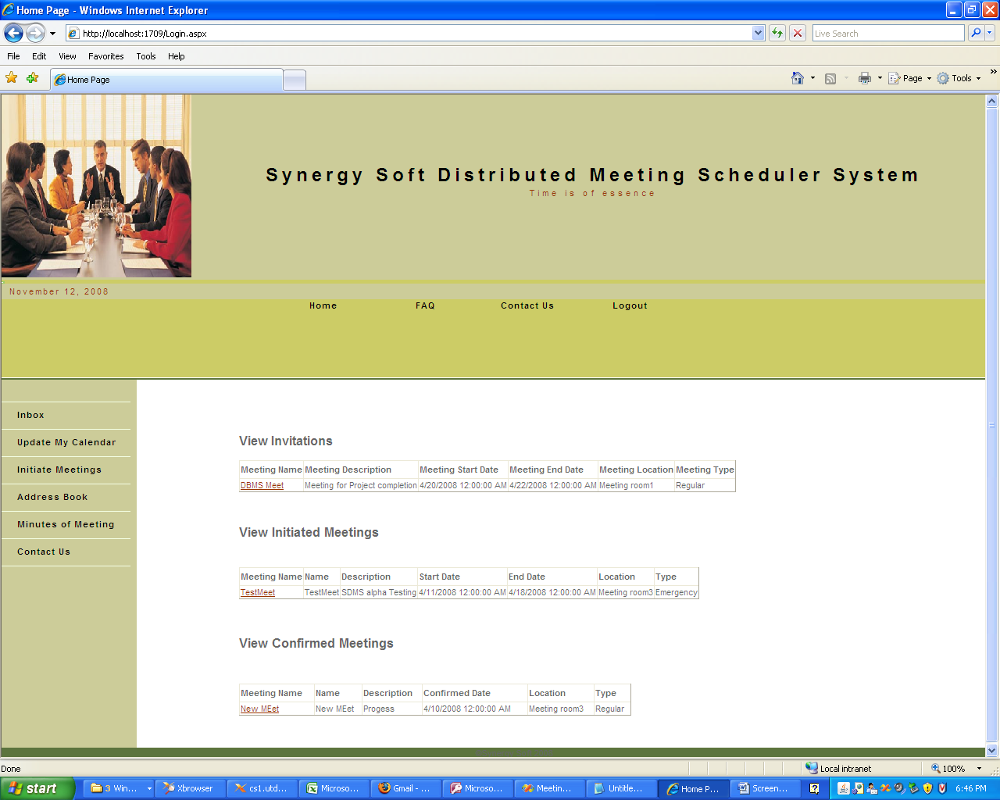 Home Page - Windows Internet Explorer
http://localhost:1709/Login.aspx
Live Search
File Edit View Favorites Tools Help
Home Page
Page Tools
Synergy Soft Distributed Meeting Scheduler System
Time is of essence
November 12, 2008
Home FAQ Contact Us Logout
Inbox
Update My Calendar
Initiate Meetings
Address Book
Minutes of Meeting
Contact Us
View Invitations
Meeting Name Meeting Description Meeting Start Date Meeting End Date Meeting Location Meeting Type
DBMS Meet Meeting for Project completion 4/20/2008 12:00:00 AM 4/22/2008 12:00:00 AM Meeting room1 Regular
View Initiated Meetings
Meeting Name Name Description Start Date End Date Location Type
TestMeet TestMeet SDMS alpha Testing 4/11/2008 12:00:00 AM 4/18/2008 12:00:00 AM Meeting room3 Emergency
View Confirmed Meetings
Meeting Name Name Description Confirmed Date Location Type
New MEet New MEet Progess 4/10/2008 12:00:00 AM Meeting room3 Regular
Done Local intranet 100%
start 3 Win... Xbrowser cs1.utd... Microso... Gmail - ... Microso... Meetin... Untitle... Home P... Screen... 6:46 PM